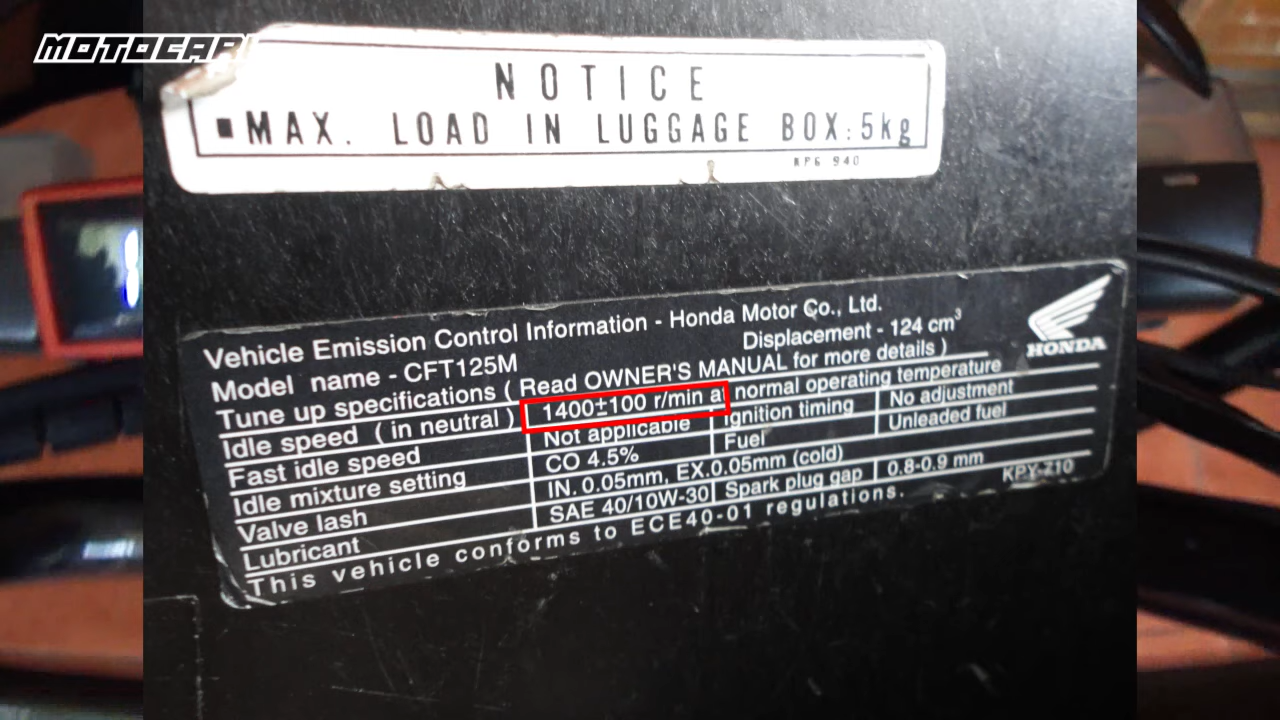 MOTOCARI
NOTICE
■MAX. LOAD IN LUGGAGE BOX:5kg
KPG 940
Vehicle Emission Control Information - Honda Motor Co., Ltd.
Model name - CFT125M Displacement - 124 cm³
Tune up specifications ( Read OWNER'S MANUAL for more details )
Idle speed ( in neutral ) 1400±100 r/min at normal operating temperature
Fast idle speed Not applicable Ignition timing No adjustment
Idle mixture setting CO 4.5% Fuel Unleaded fuel
Valve lash IN. 0.05mm, EX.0.05mm (cold)
Lubricant SAE 40/10W-30 Spark plug gap 0.8-0.9 mm
This vehicle conforms to ECE40-01 regulations.
KPY-Z10
HONDA